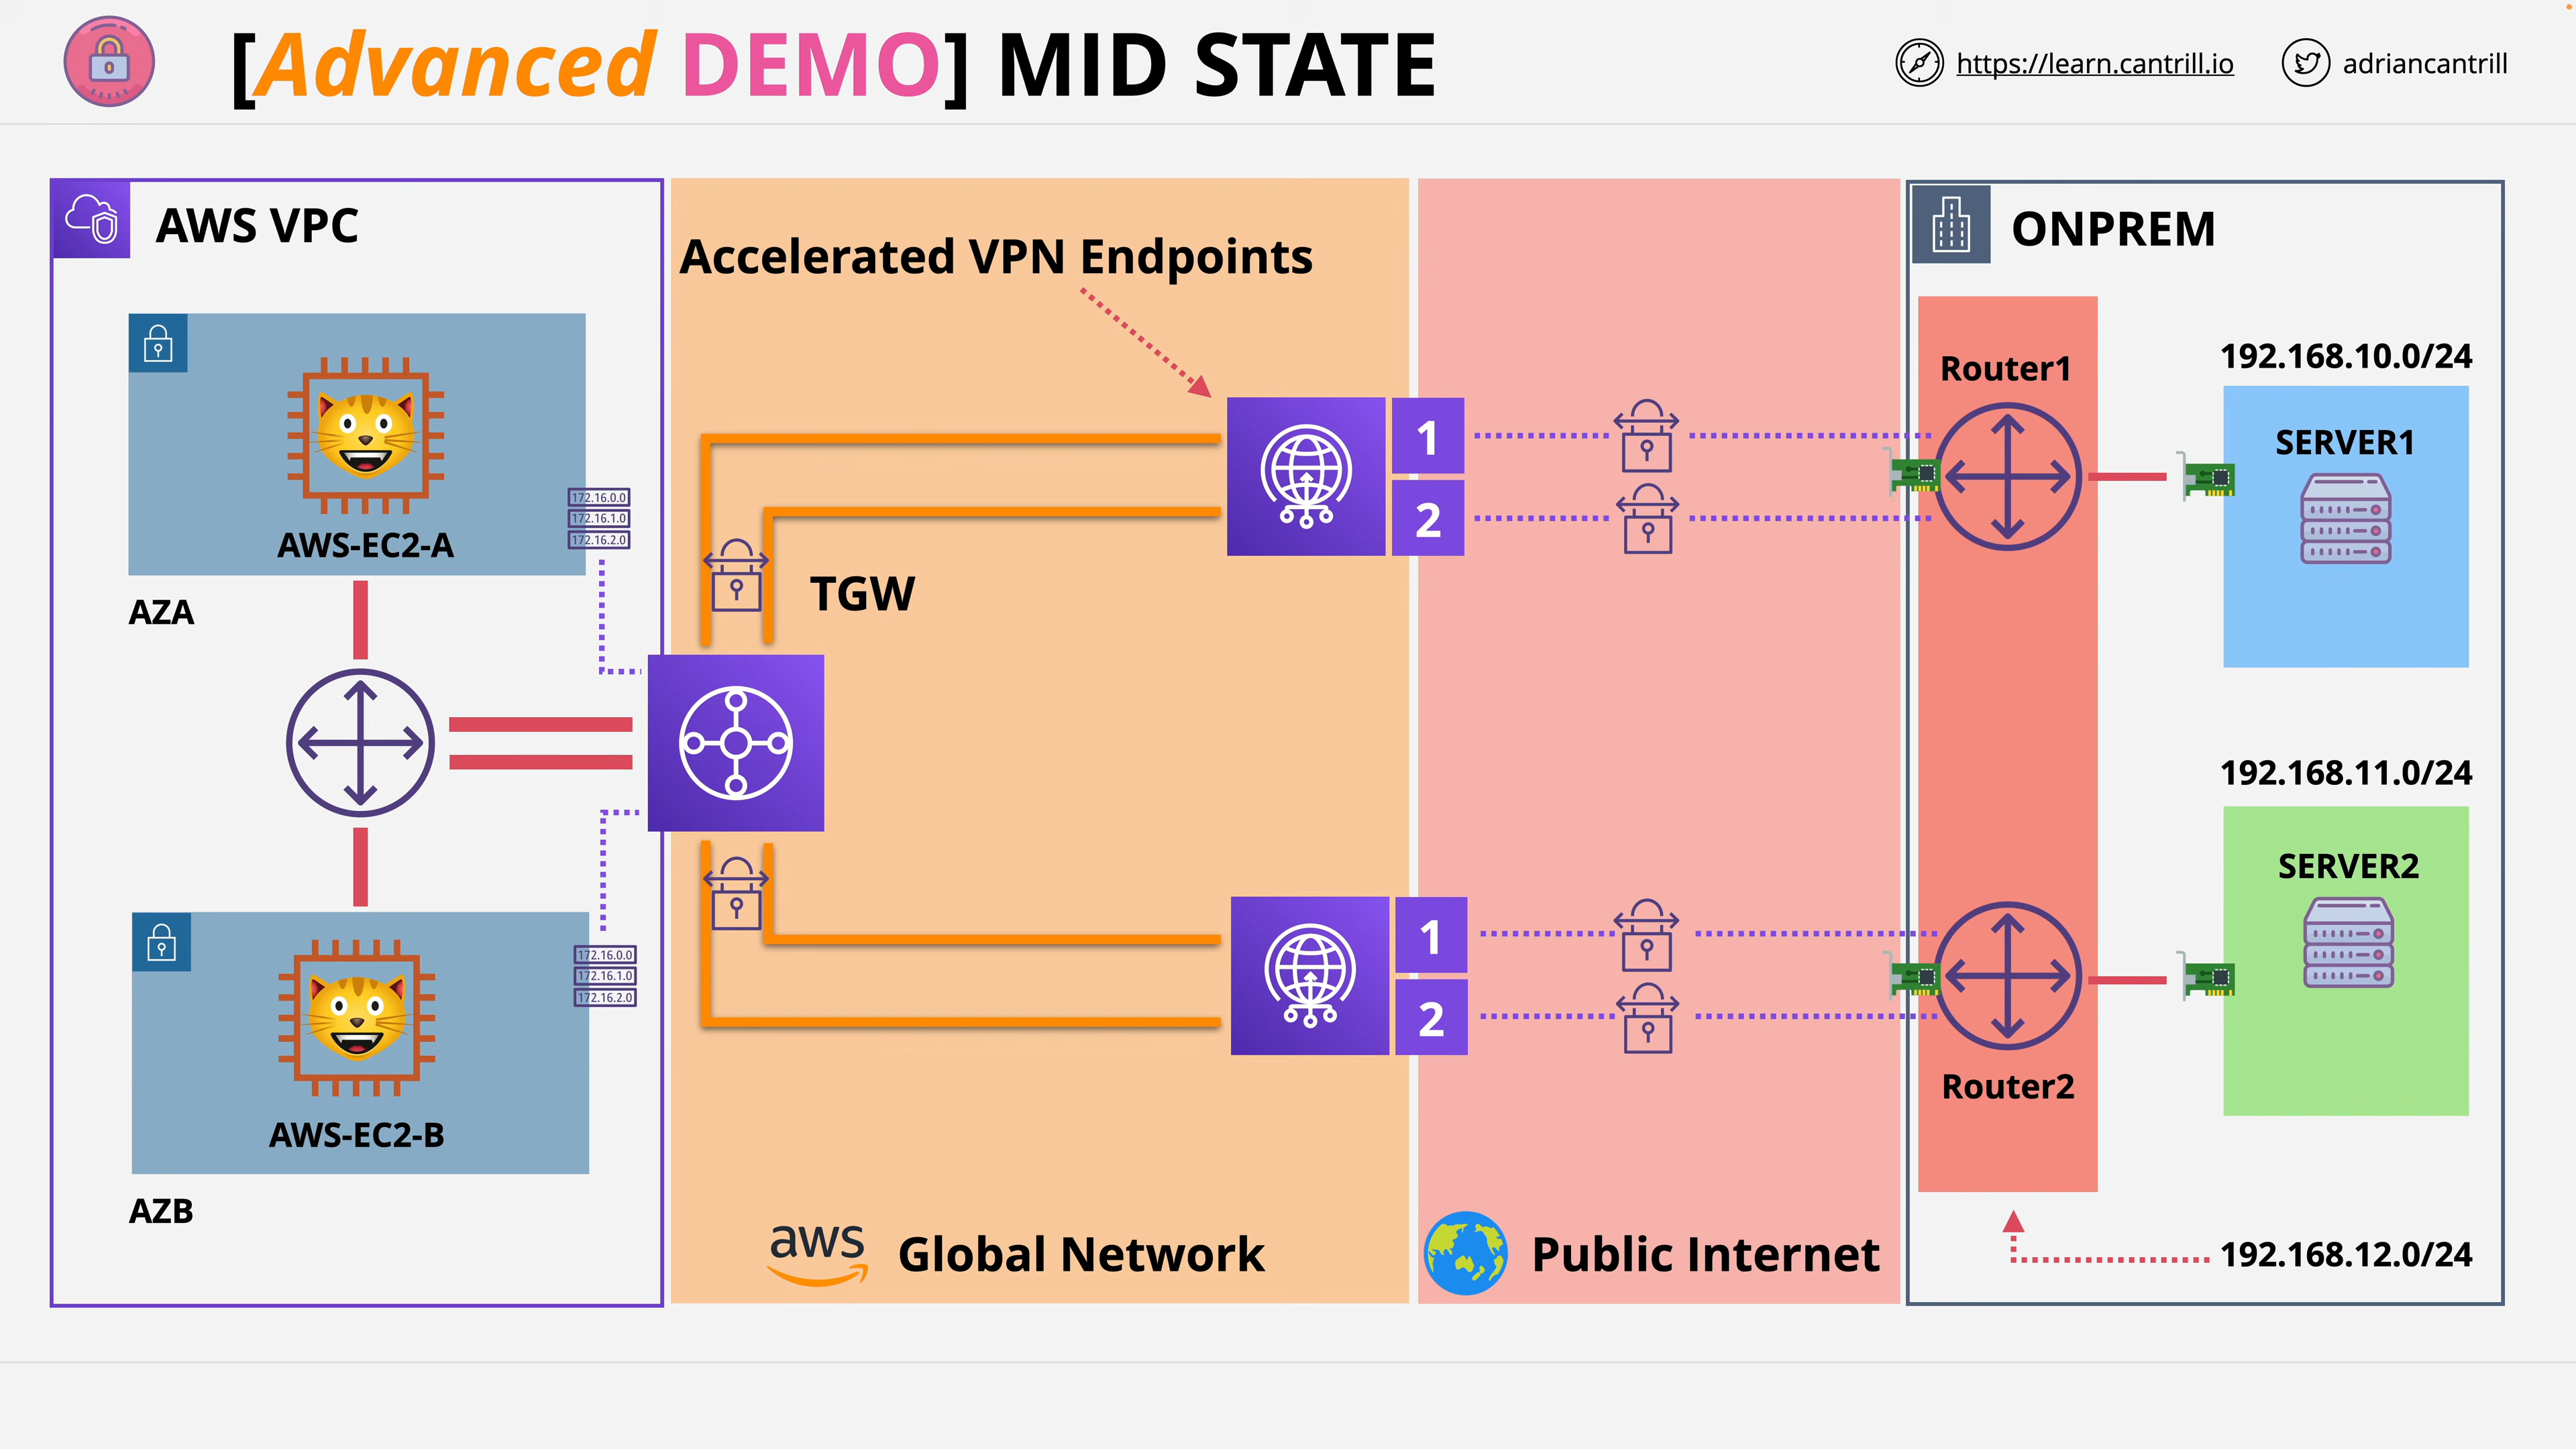 [Advanced DEMO] MID STATE
https://learn.cantrill.io
adriancantrill
AWS VPC
AWS-EC2-A
172.16.0.0
172.16.1.0
172.16.2.0
AZA
AWS-EC2-B
172.16.0.0
172.16.1.0
172.16.2.0
AZB
Accelerated VPN Endpoints
TGW
1
2
1
2
aws
Global Network
Public Internet
ONPREM
Router1
192.168.10.0/24
SERVER1
192.168.11.0/24
SERVER2
Router2
192.168.12.0/24